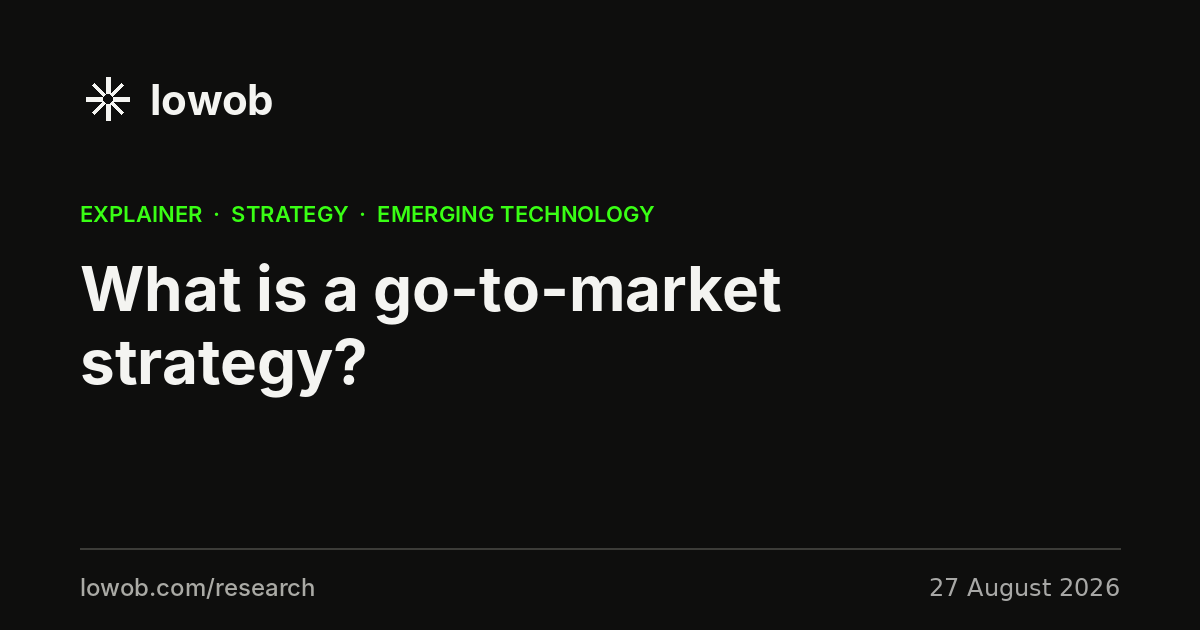 lowob
EXPLAINER · STRATEGY · EMERGING TECHNOLOGY
What is a go-to-market
strategy?
lowob.com/research
27 August 2026